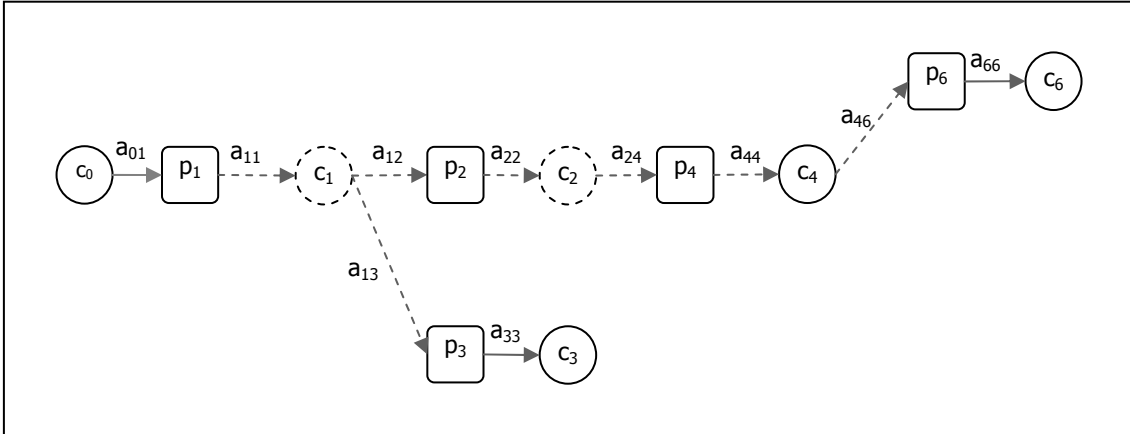 p₆
a₆₆
c₆
a₄₆
c₀
a₀₁
p₁
a₁₁
c₁
a₁₂
p₂
a₂₂
c₂
a₂₄
p₄
a₄₄
c₄
a₁₃
p₃
a₃₃
c₃